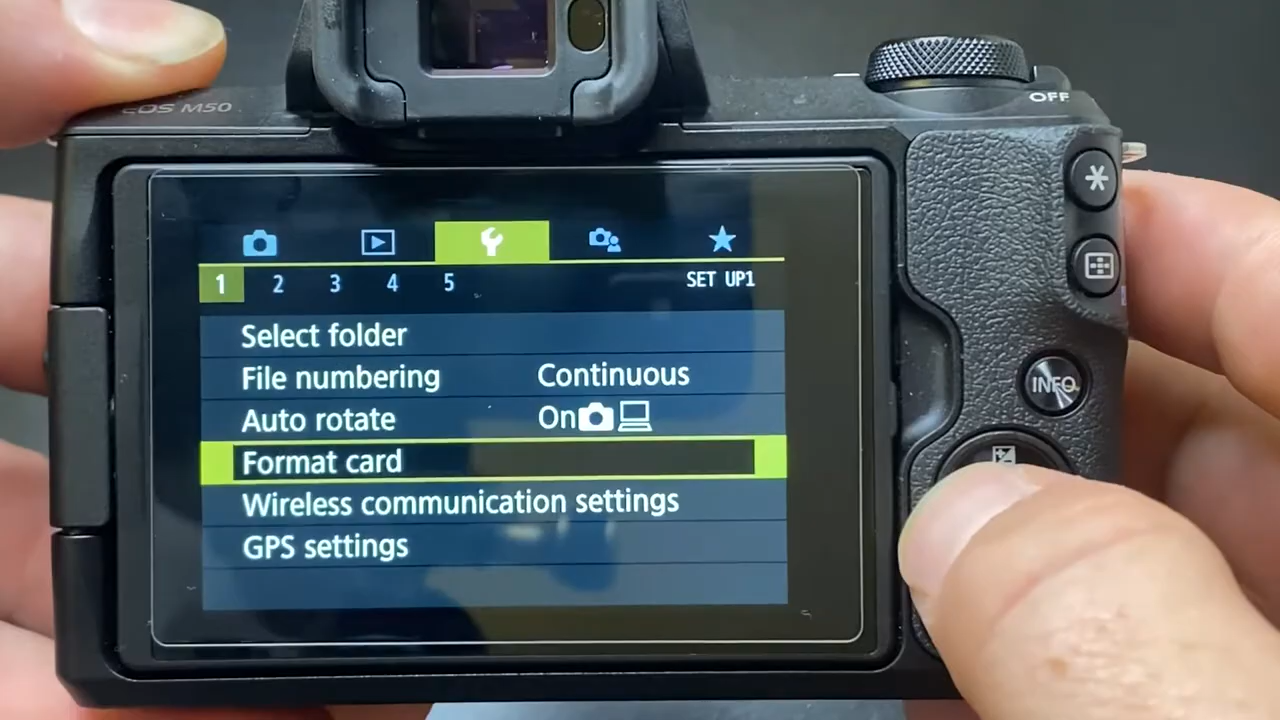 EOS M50
OFF
1 2 3 4 5 SET UP1
Select folder
File numbering Continuous
Auto rotate On
INFO
Format card
Wireless communication settings
GPS settings